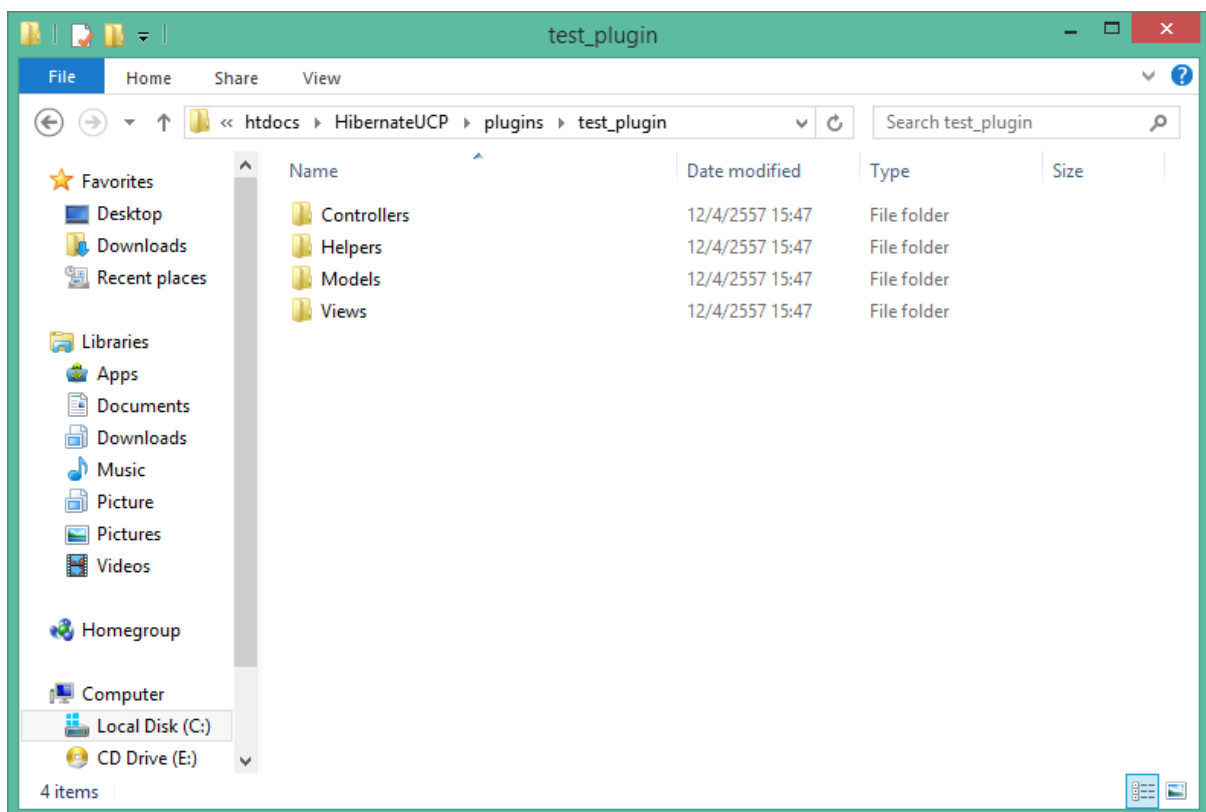 test_plugin
File Home Share View
« htdocs HibernateUCP plugins test_plugin Search test_plugin
Name Date modified Type Size
Favorites
Desktop
Downloads
Recent places
Libraries
Apps
Documents
Downloads
Music
Picture
Pictures
Videos
Homegroup
Computer
Local Disk (C:)
CD Drive (E:)
Controllers 12/4/2557 15:47 File folder
Helpers 12/4/2557 15:47 File folder
Models 12/4/2557 15:47 File folder
Views 12/4/2557 15:47 File folder
4 items